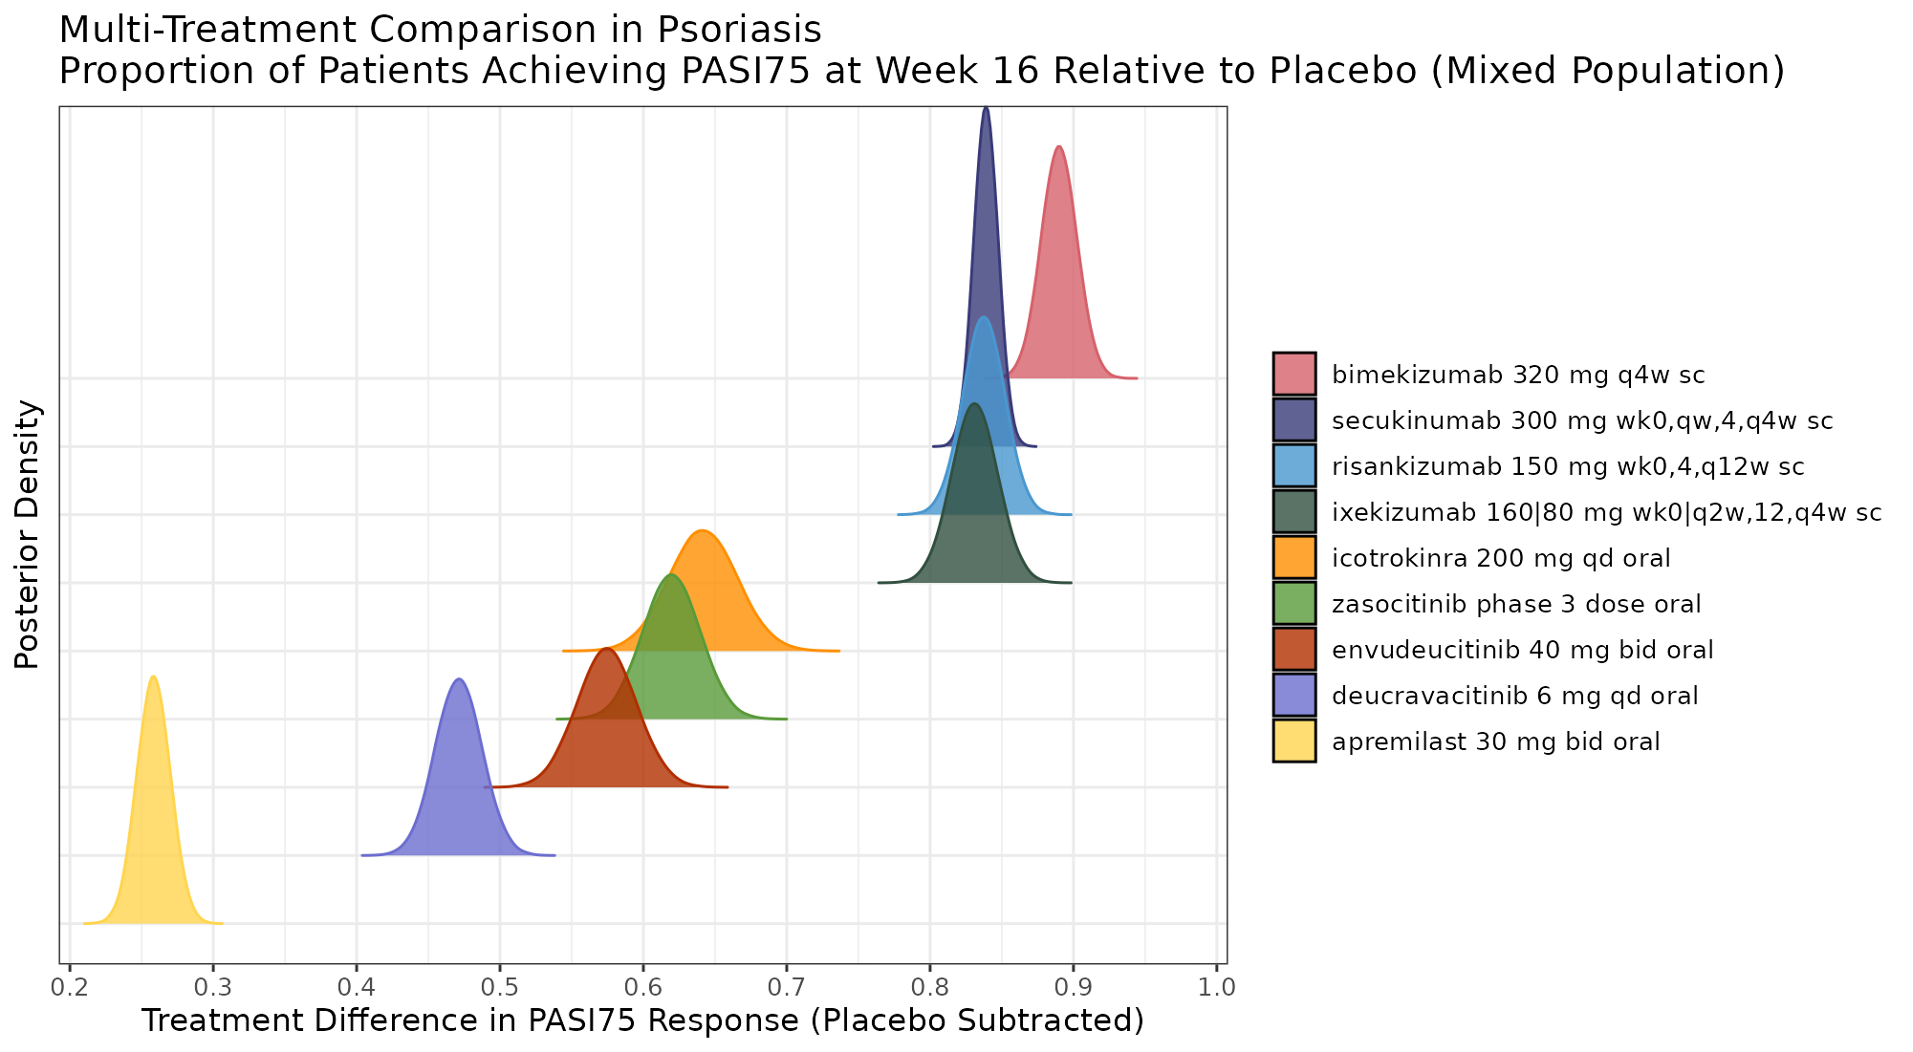 Multi-Treatment Comparison in Psoriasis
Proportion of Patients Achieving PASI75 at Week 16 Relative to Placebo (Mixed Population)
Posterior Density
bimekizumab 320 mg q4w sc
secukinumab 300 mg wk0,qw,4,q4w sc
risankizumab 150 mg wk0,4,q12w sc
ixekizumab 160|80 mg wk0|q2w,12,q4w sc
icotrokinra 200 mg qd oral
zasocitinib phase 3 dose oral
envudeucitinib 40 mg bid oral
deucravacitinib 6 mg qd oral
apremilast 30 mg bid oral
0.2 0.3 0.4 0.5 0.6 0.7 0.8 0.9 1.0
Treatment Difference in PASI75 Response (Placebo Subtracted)